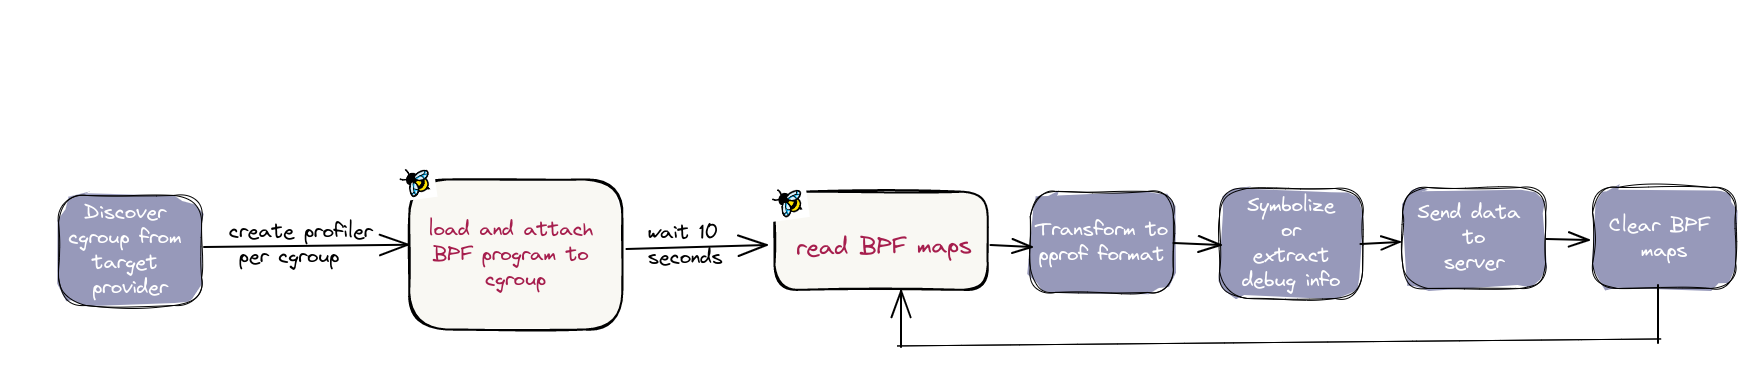 Discover
cgroup from
target
provider
create profiler
per cgroup
load and attach
BPF program to
cgroup
wait 10
seconds
read BPF maps
Transform to
pprof format
Symbolize
or
extract
debug info
Send data
to
server
Clear BPF
maps